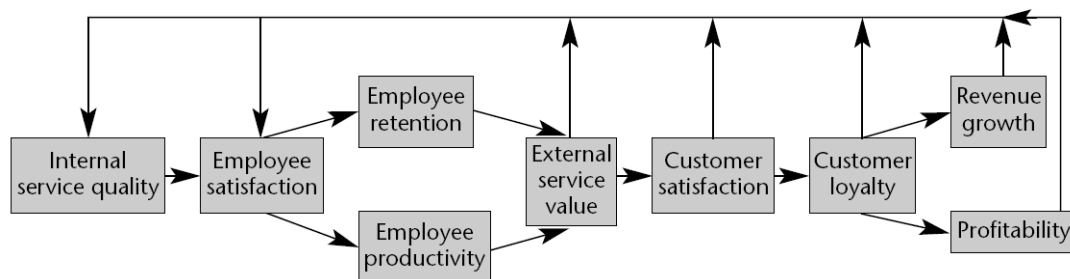 Internal
service quality
Employee
satisfaction
Employee
retention
Employee
productivity
External
service
value
Customer
satisfaction
Customer
loyalty
Revenue
growth
Profitability